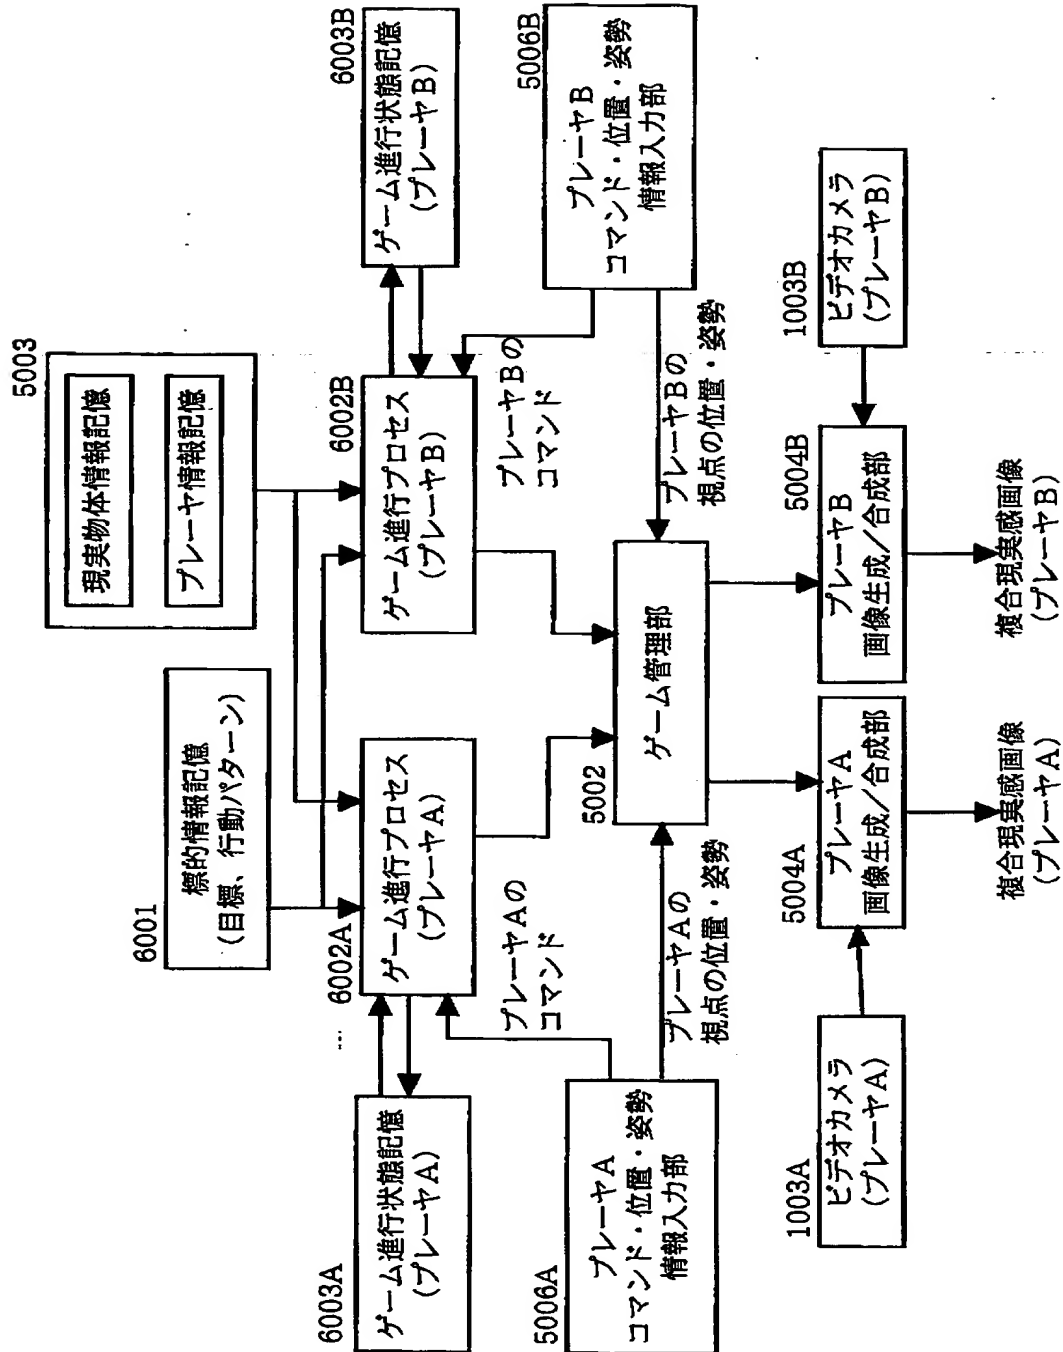 5003
現実物体情報記憶
プレーヤ情報記憶
6001
標的情報記憶
(目標、行動パターン)
6003A
ゲーム進行状態記憶
(プレーヤA)
6002A
ゲーム進行プロセス
(プレーヤA)
6002B
ゲーム進行プロセス
(プレーヤB)
6003B
ゲーム進行状態記憶
(プレーヤB)
プレーヤAの
コマンド
プレーヤBの
コマンド
5006A
プレーヤA
コマンド・位置・姿勢
情報入力部
プレーヤAの
視点の位置・姿勢
5002
ゲーム管理部
プレーヤBの
視点の位置・姿勢
5006B
プレーヤB
コマンド・位置・姿勢
情報入力部
1003A
ビデオカメラ
(プレーヤA)
5004A
プレーヤA
画像生成／合成部
5004B
プレーヤB
画像生成／合成部
1003B
ビデオカメラ
(プレーヤB)
複合現実感画像
(プレーヤA)
複合現実感画像
(プレーヤB)